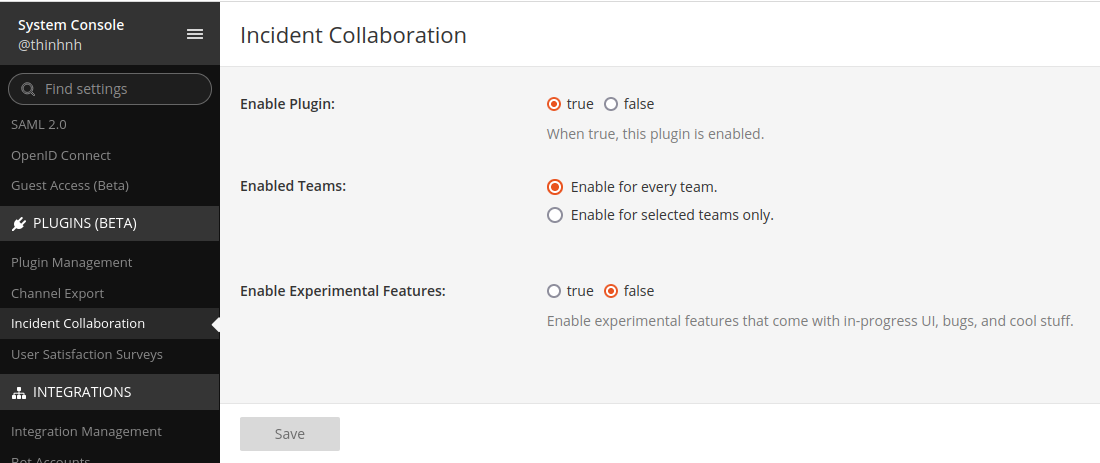 System Console
@thinhnh
Find settings
SAML 2.0
OpenID Connect
Guest Access (Beta)
PLUGINS (BETA)
Plugin Management
Channel Export
Incident Collaboration
User Satisfaction Surveys
INTEGRATIONS
Integration Management
Bot Accounts
Incident Collaboration
Enable Plugin:
true false
When true, this plugin is enabled.
Enabled Teams:
Enable for every team.
Enable for selected teams only.
Enable Experimental Features:
true false
Enable experimental features that come with in-progress UI, bugs, and cool stuff.
Save